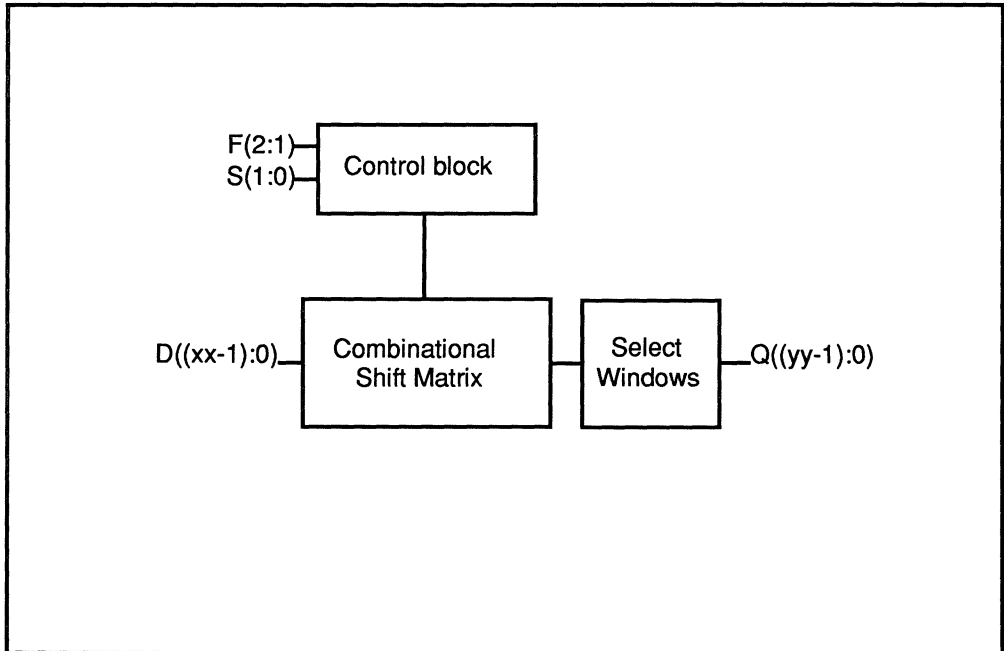 F(2:1)
S(1:0)
Control block
D((xx-1):0)
Combinational
Shift Matrix
Select
Windows
Q((yy-1):0)